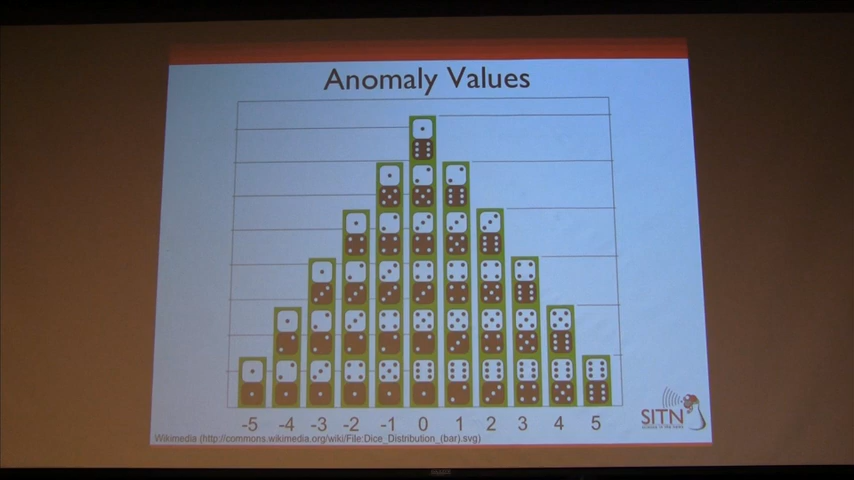 Anomaly Values
-5 -4 -3 -2 -1 0 1 2 3 4 5
SITN
Wikimedia (http://commons.wikimedia.org/wiki/File:Dice_Distribution_(bar).svg)